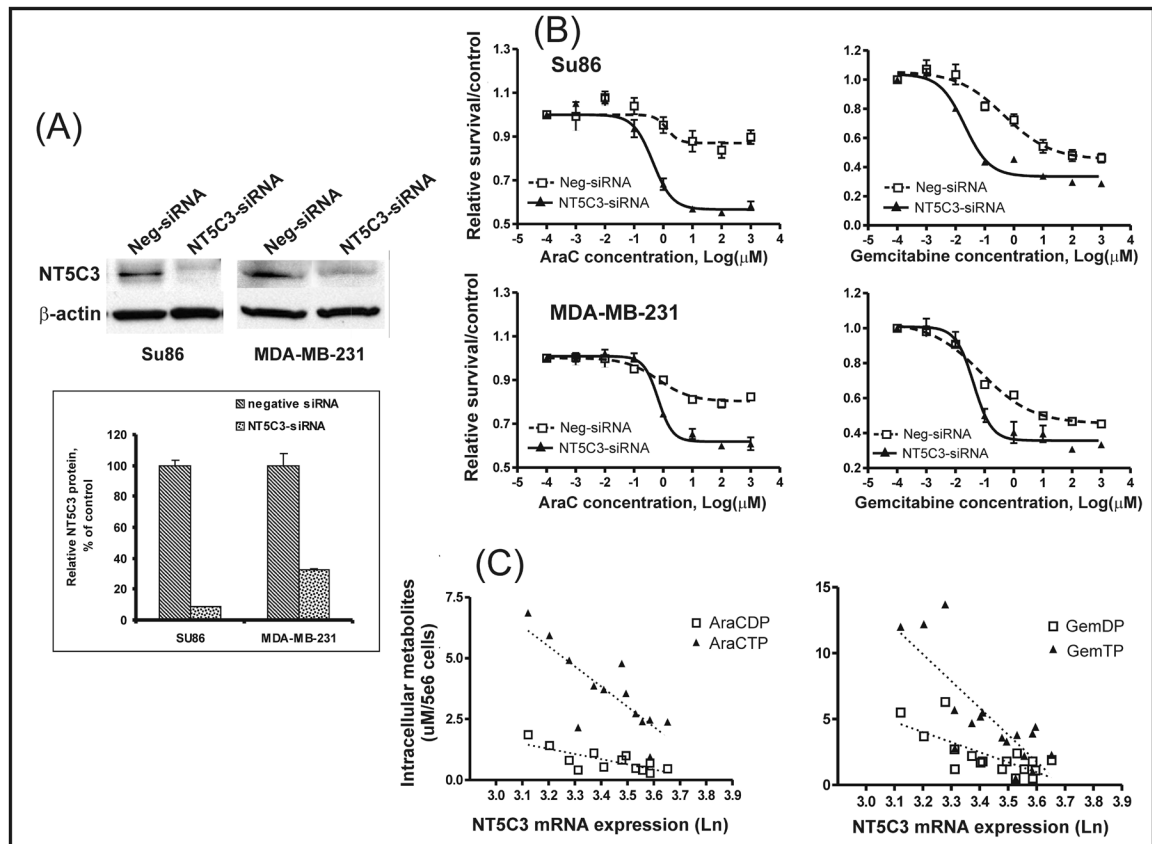 (A)
Neg-siRNA
NT5C3-siRNA
Neg-siRNA
NT5C3-siRNA
NT5C3
β-actin
Su86
MDA-MB-231
negative siRNA
NT5C3-siRNA
Relative NT5C3 protein,
% of control
120
100
80
60
40
20
0
SU86
MDA-MB-231
(B)
Su86
Relative survival/control
1.3
1.1
0.9
0.7
0.5
Neg-siRNA
NT5C3-siRNA
-5 -4 -3 -2 -1 0 1 2 3 4
AraC concentration, Log(μM)
1.2
1.0
0.8
0.6
0.4
0.2
0.0
Neg-siRNA
NT5C3-siRNA
-5 -4 -3 -2 -1 0 1 2 3 4
Gemcitabine concentration, Log(μM)
MDA-MB-231
Relative survival/control
1.3
1.1
0.9
0.7
0.5
Neg-siRNA
NT5C3-siRNA
-5 -4 -3 -2 -1 0 1 2 3 4
AraC concentration, Log(μM)
1.2
1.0
0.8
0.6
0.4
0.2
Neg-siRNA
NT5C3-siRNA
-5 -4 -3 -2 -1 0 1 2 3 4
Gemcitabine concentration, Log(μM)
(C)
Intracellular metabolites
(uM/5e6 cells)
7.5
5.0
2.5
0.0
AraCDP
AraCTP
3.0 3.1 3.2 3.3 3.4 3.5 3.6 3.7 3.8 3.9
NT5C3 mRNA expression (Ln)
15
10
5
0
GemDP
GemTP
3.0 3.1 3.2 3.3 3.4 3.5 3.6 3.7 3.8 3.9
NT5C3 mRNA expression (Ln)